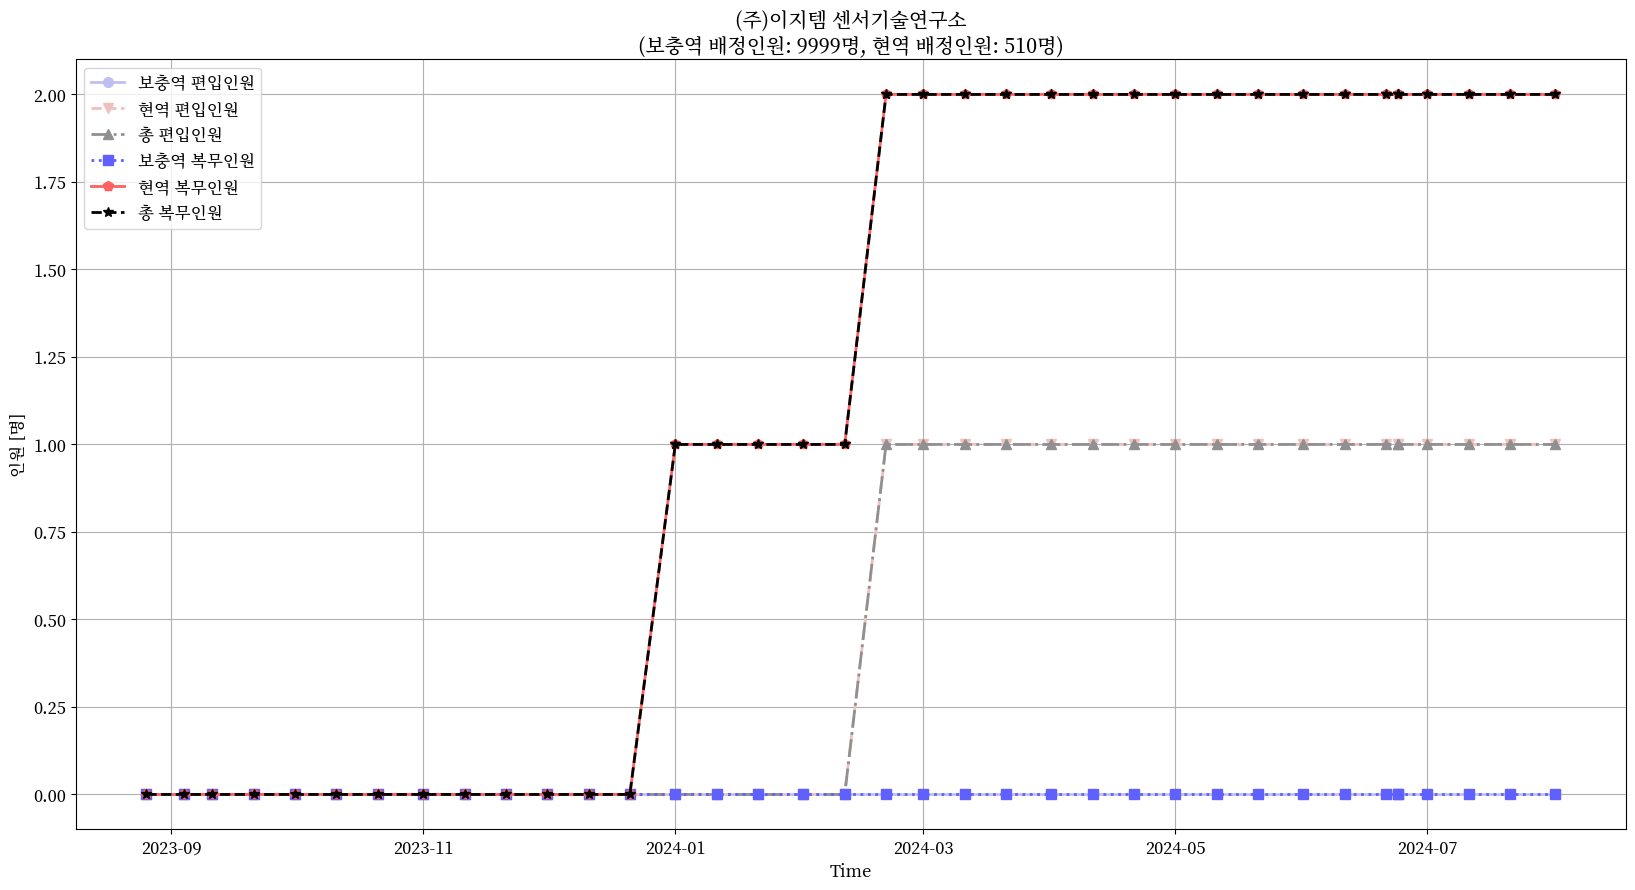 (주)이지템 센서기술연구소
(보충역 배정인원: 9999명, 현역 배정인원: 510명)
보충역 편입인원
현역 편입인원
총 편입인원
보충역 복무인원
현역 복무인원
총 복무인원
2.00
1.75
1.50
1.25
1.00
0.75
0.50
0.25
0.00
인원 [명]
2023-09
2023-11
2024-01
2024-03
2024-05
2024-07
Time